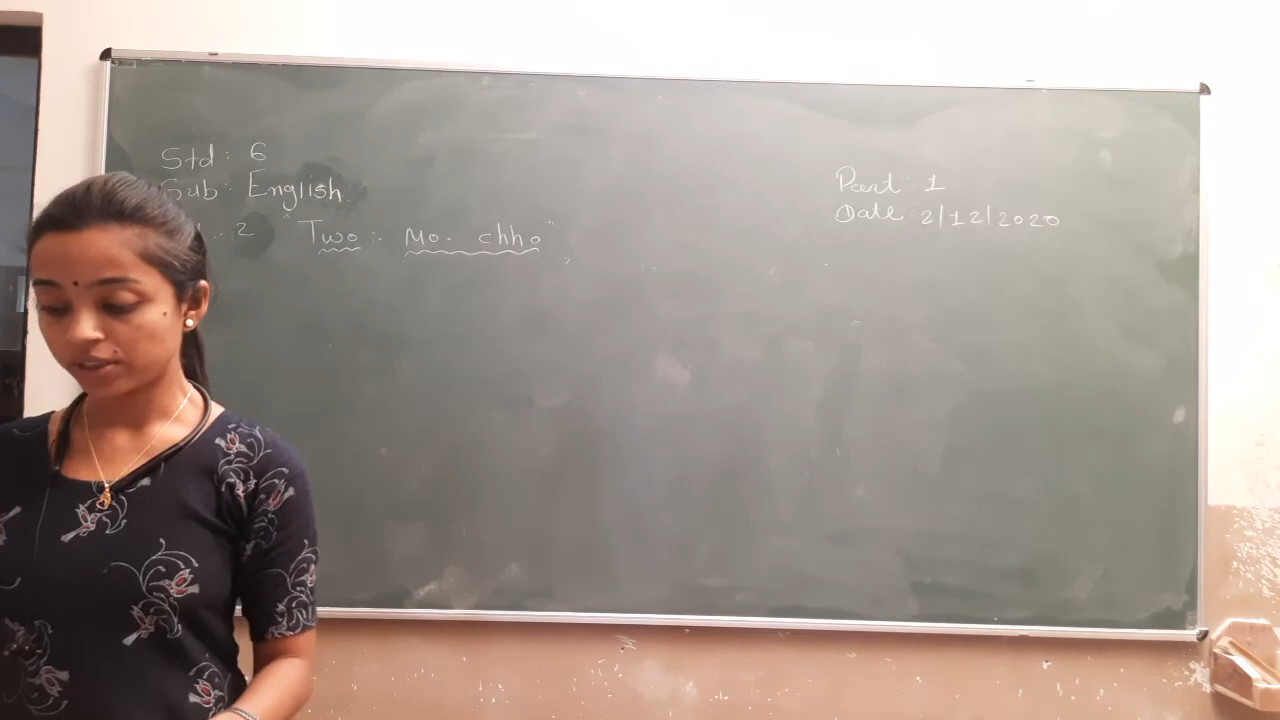 Std : 6
Sub : English.
2 "Two :- Mo. chho"
Part : 1
Date : 2/12/2020